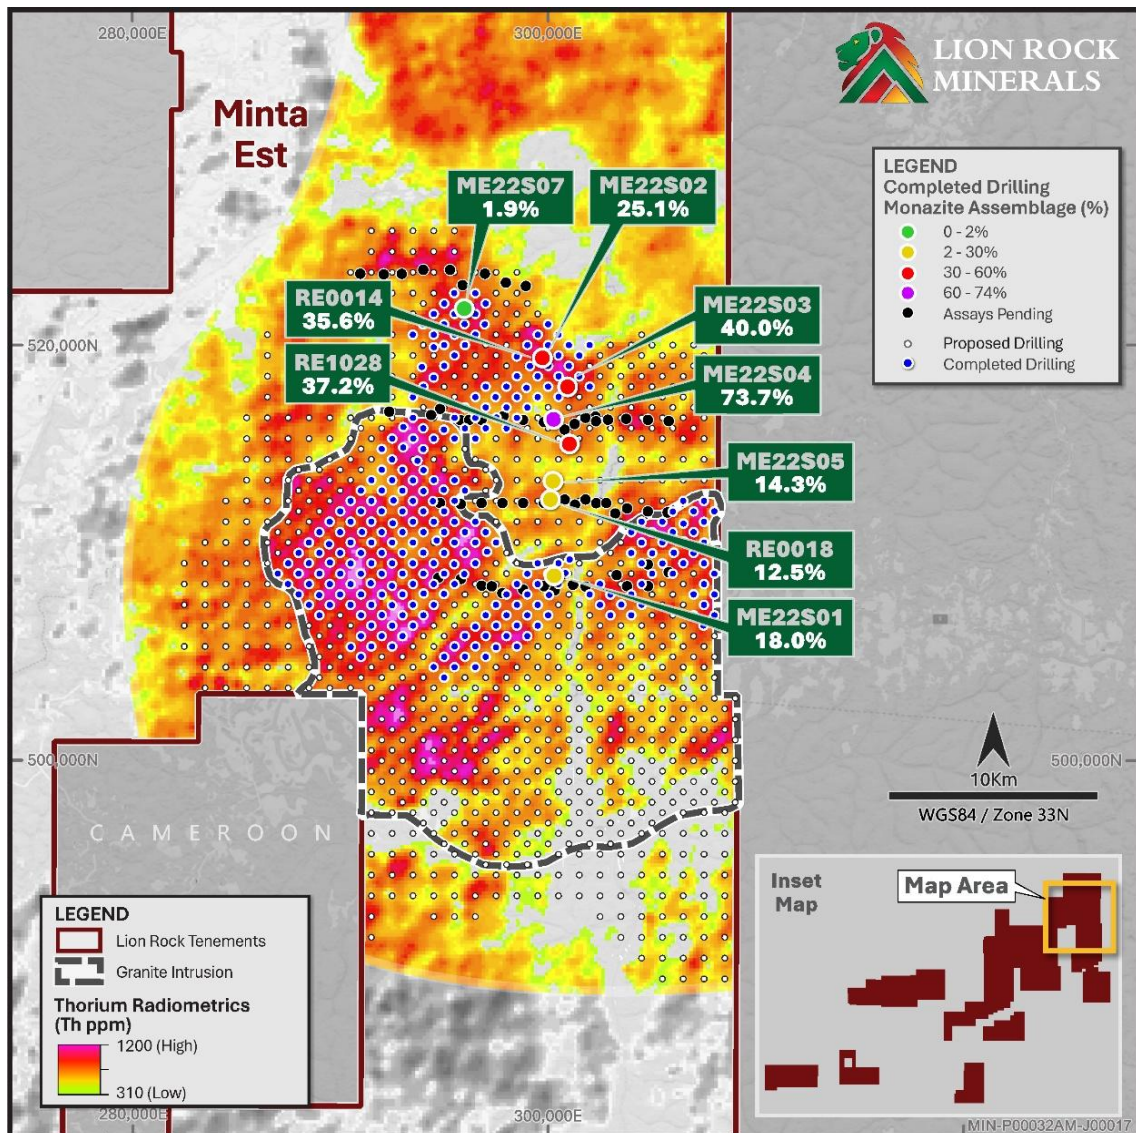 280,000E
300,000E
LION ROCK
MINERALS
Minta
Est
LEGEND
Completed Drilling
Monazite Assemblage (%)
0 - 2%
2 - 30%
30 - 60%
60 - 74%
Assays Pending
Proposed Drilling
Completed Drilling
ME22S07
1.9%
ME22S02
25.1%
RE0014
35.6%
ME22S03
40.0%
520,000N
RE1028
37.2%
ME22S04
73.7%
ME22S05
14.3%
RE0018
12.5%
ME22S01
18.0%
500,000N
500,000N
10Km
WGS84 / Zone 33N
CAMEROON
Inset
Map
Map Area
LEGEND
Lion Rock Tenements
Granite Intrusion
Thorium Radiometrics
(Th ppm)
1200 (High)
310 (Low)
280,000E
300,000E
MIN-P00032AM-J00017